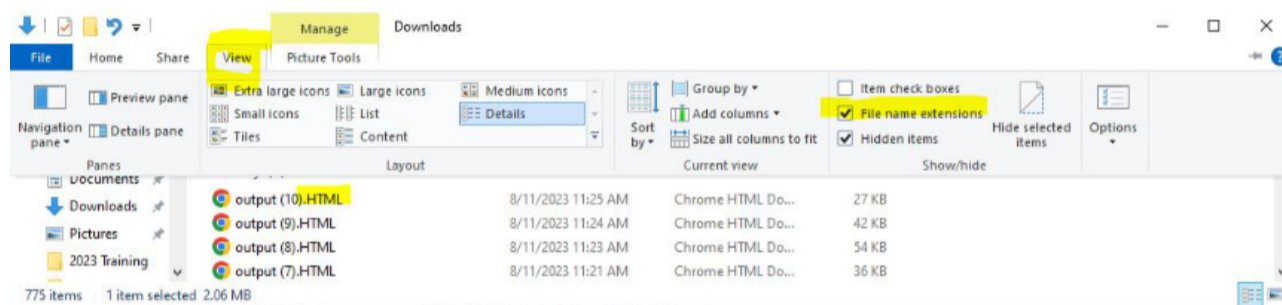 Manage Downloads
File Home Share View Picture Tools
Navigation pane
Preview pane
Details pane
Panes
Extra large icons Large icons Medium icons
Small icons List Details
Tiles Content
Layout
Sort by
Group by
Add columns
Size all columns to fit
Current view
Item check boxes
File name extensions
Hidden items
Hide selected items
Show/hide
Options
Documents
Downloads
Pictures
2023 Training
output (10).HTML 8/11/2023 11:25 AM Chrome HTML Do... 27 KB
output (9).HTML 8/11/2023 11:24 AM Chrome HTML Do... 42 KB
output (8).HTML 8/11/2023 11:23 AM Chrome HTML Do... 54 KB
output (7).HTML 8/11/2023 11:21 AM Chrome HTML Do... 36 KB
775 items 1 item selected 2.06 MB